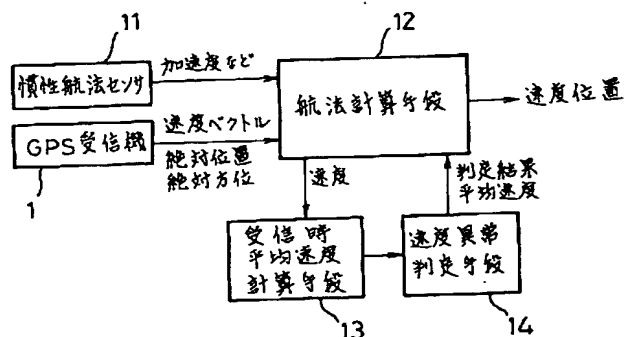 11
慣性航法センサ
加速度など
12
航法計算手段
速度位置
GPS受信機
1
速度ベクトル
絶対位置
絶対方位
速度
判定結果
平均速度
受信時
平均速度
計算手段
13
速度異常
判定手段
14